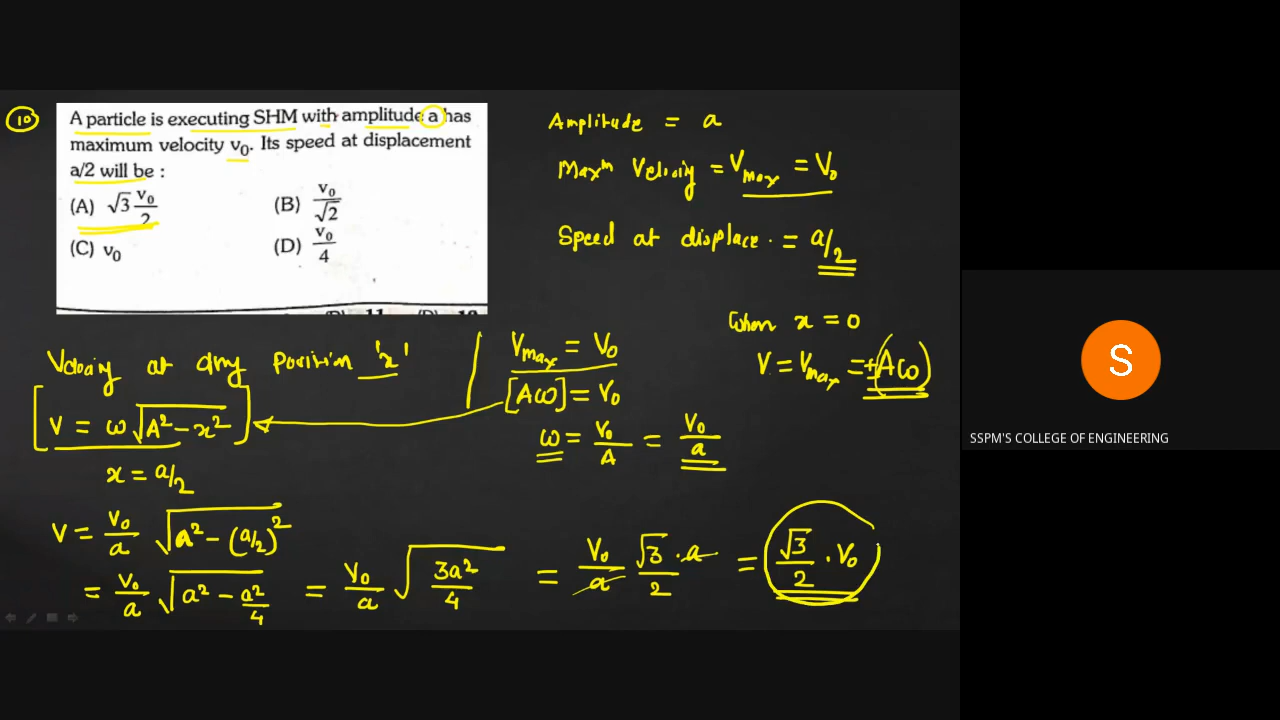 10
A particle is executing SHM with amplitude a has
maximum velocity v₀. Its speed at displacement
a/2 will be :
(A) √3 v₀/2
(B) v₀/√2
(C) v₀
(D) v₀/4
Amplitude = a
Maxᵐ Velocity = Vmax = V₀
Speed at displace. = a/2
When x = 0
V = Vmax = ±(Aω)
Velocity at any position 'x'
[V = ω√(A² − x²)]
x = a/2
Vmax = V₀
[Aω] = V₀
ω = V₀/A = V₀/a
V = V₀/a √(a² − (a/2)²)
= V₀/a √(a² − a²/4) = V₀/a √(3a²/4) = V₀/a √3/2 · a = √3/2 · V₀
S
SSPM'S COLLEGE OF ENGINEERING